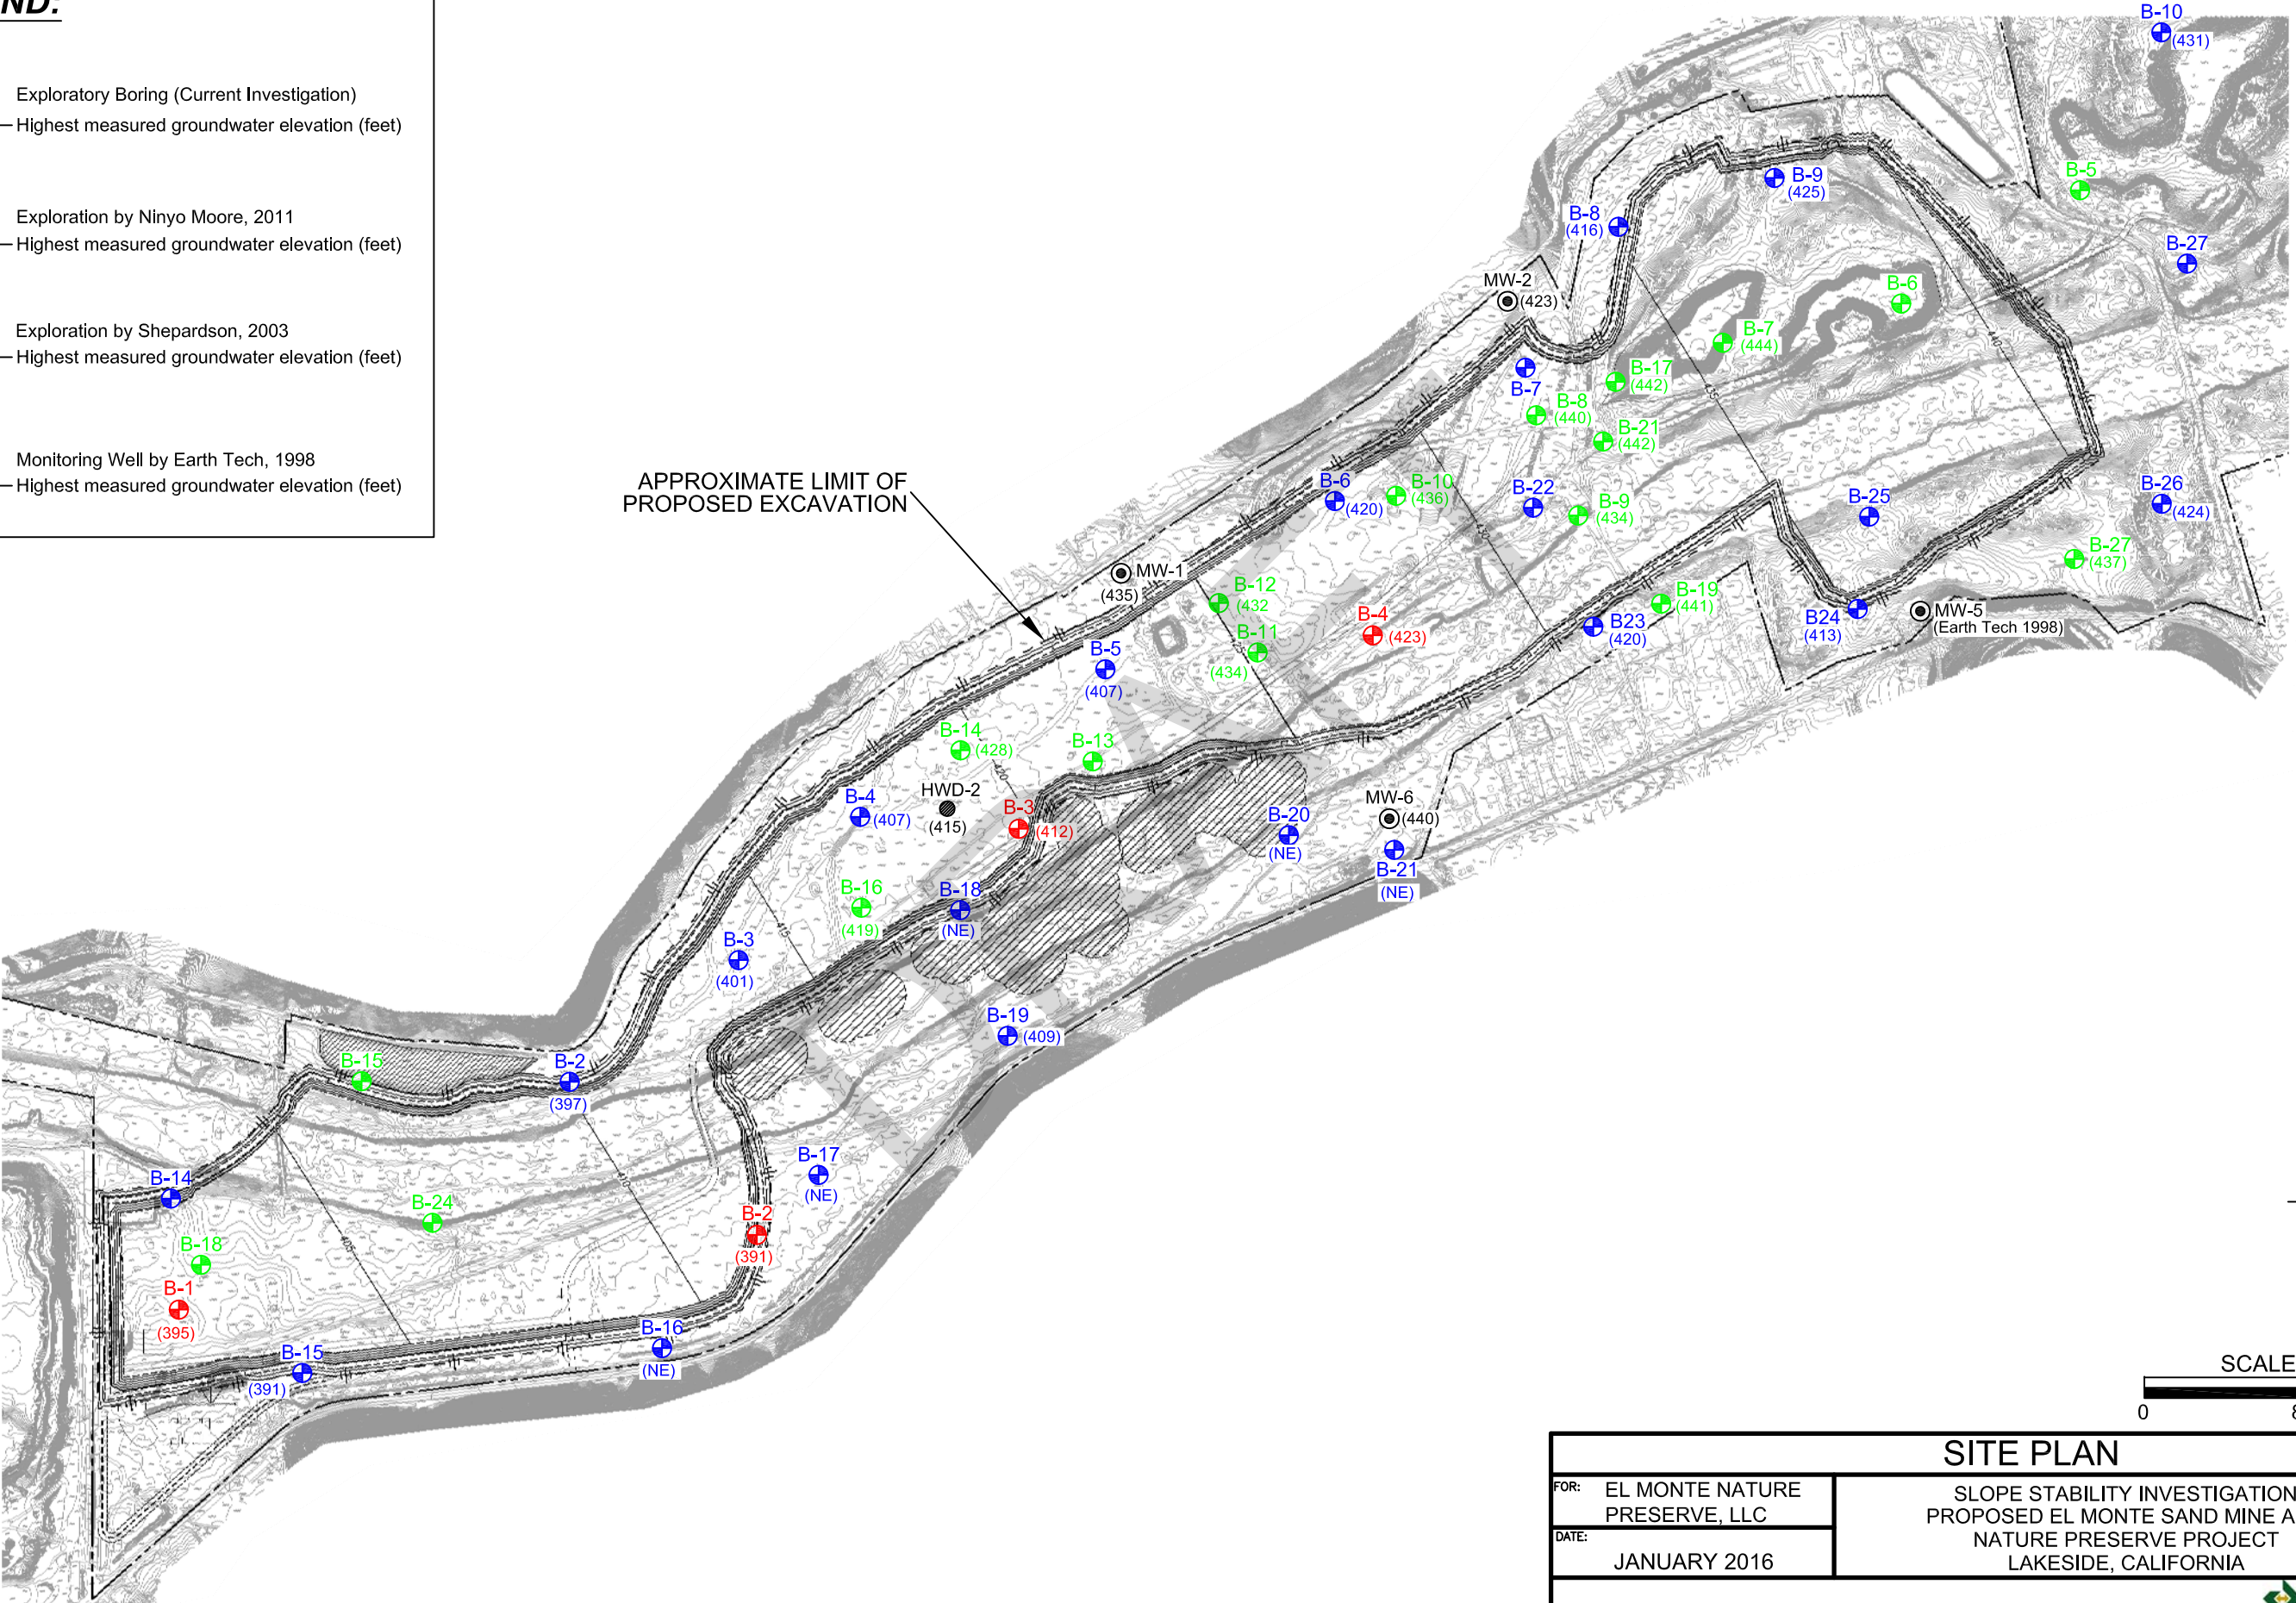 ND:
Exploratory Boring (Current Investigation)
Highest measured groundwater elevation (feet)
Exploration by Ninyo Moore, 2011
Highest measured groundwater elevation (feet)
Exploration by Shepardson, 2003
Highest measured groundwater elevation (feet)
Monitoring Well by Earth Tech, 1998
Highest measured groundwater elevation (feet)
APPROXIMATE LIMIT OF
PROPOSED EXCAVATION
B-10
(431)
B-5
B-9
(425)
B-8
(416)
B-27
MW-2
(423)
B-6
B-7
(444)
B-17
(442)
B-7
B-8
(440)
B-21
(442)
440
435
B-6
(420)
B-10
(436)
B-22
B-9
(434)
430
B-25
B-26
(424)
B-27
(437)
MW-1
(435)
B-12
(432
B-4
(423)
B-19
(441)
B23
(420)
B24
(413)
MW-5
(Earth Tech 1998)
B-11
(434)
B-5
(407)
B-14
(428)
B-13
420
B-4
(407)
HWD-2
(415)
B-3
(412)
B-20
(NE)
MW-6
(440)
B-21
(NE)
B-16
(419)
B-18
(NE)
415
B-3
(401)
B-19
(409)
B-15
B-2
(397)
B-14
B-17
(NE)
410
B-24
405
B-2
(391)
B-18
B-1
(395)
B-16
(NE)
B-15
(391)
SCALE
0
SITE PLAN
FOR:
EL MONTE NATURE
PRESERVE, LLC
SLOPE STABILITY INVESTIGATION
PROPOSED EL MONTE SAND MINE A
NATURE PRESERVE PROJECT
LAKESIDE, CALIFORNIA
DATE:
JANUARY 2016